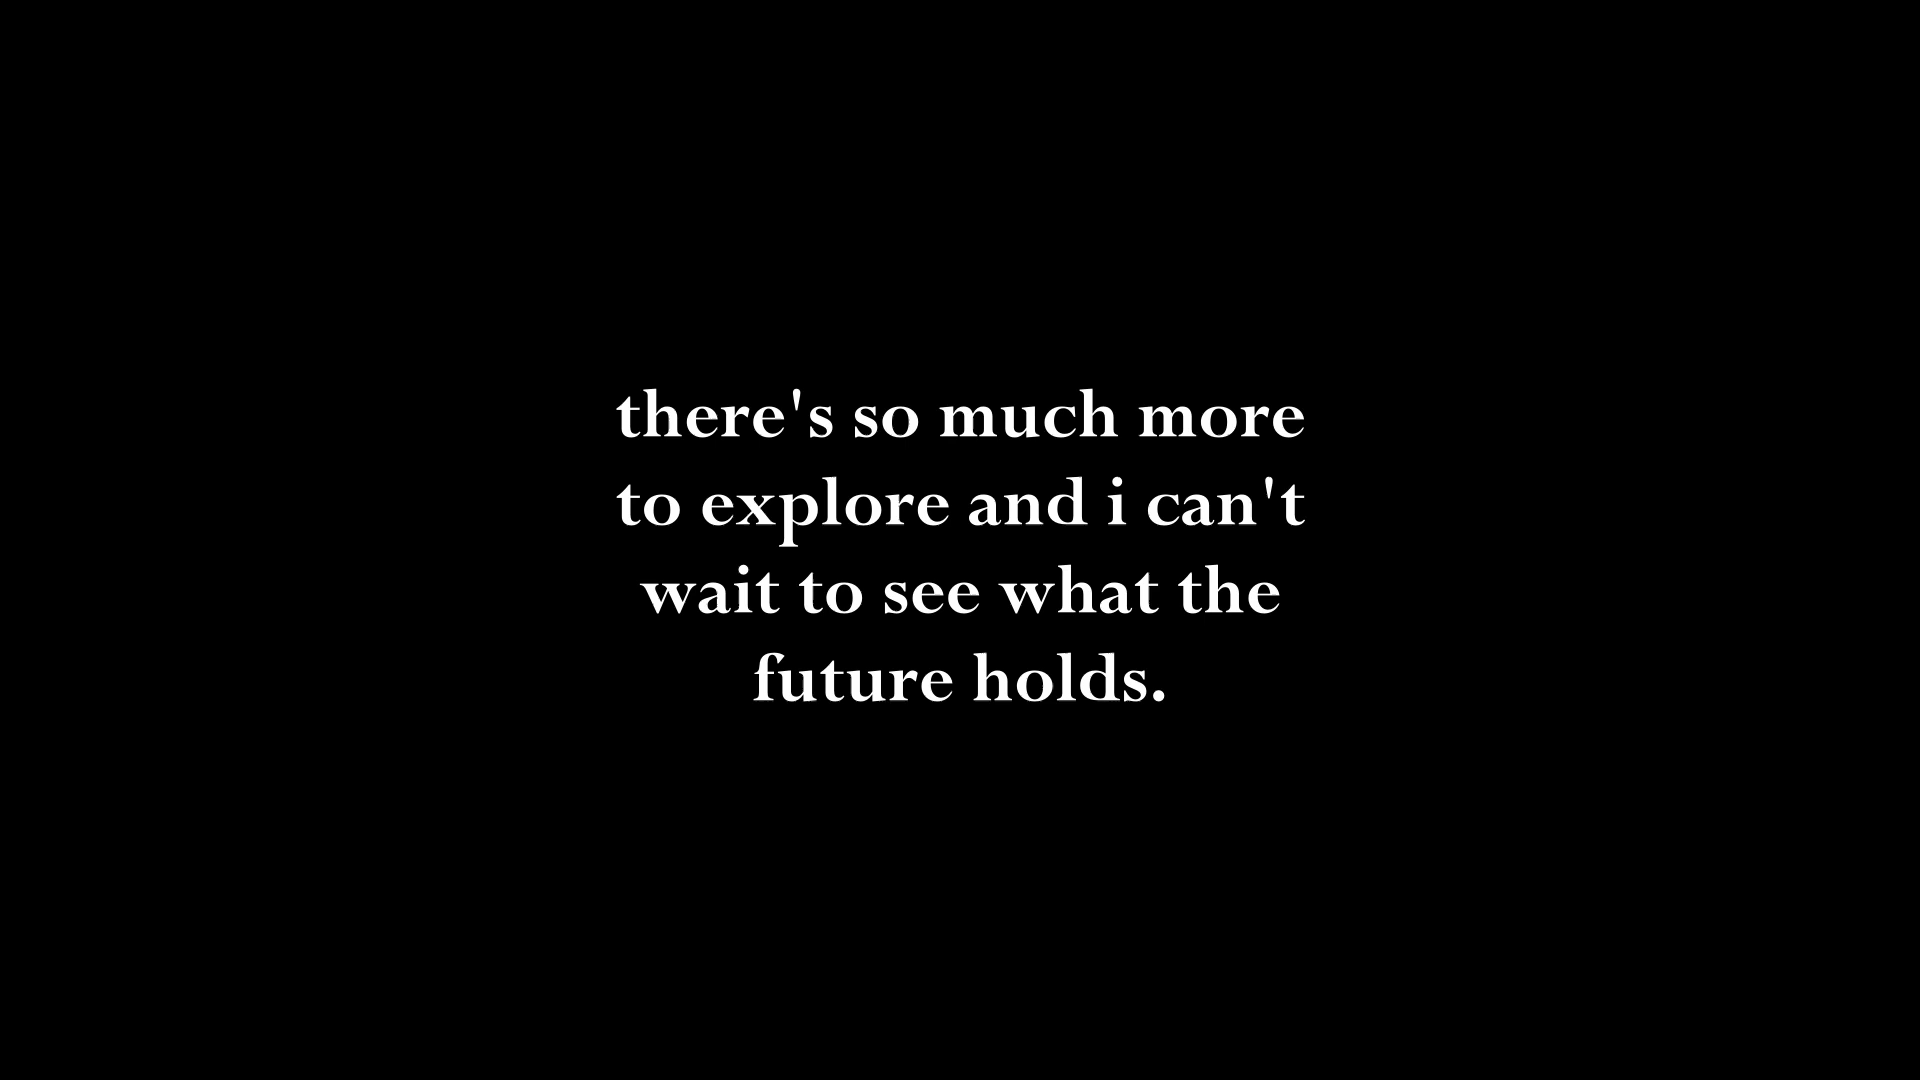 there's so much more
to explore and i can't
wait to see what the
future holds.